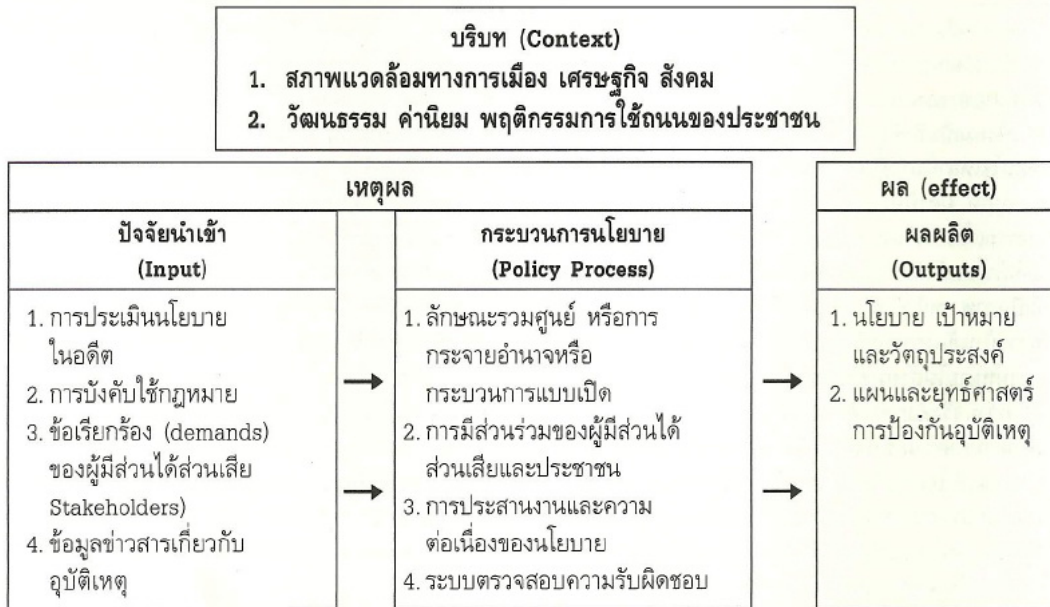 บริบท (Context)
1. สภาพแวดล้อมทางการเมือง เศรษฐกิจ สังคม
2. วัฒนธรรม ค่านิยม พฤติกรรมการใช้ถนนของประชาชน
เหตุผล
ปัจจัยนำเข้า
(Input)
1. การประเมินนโยบาย
ในอดีต
2. การบังคับใช้กฎหมาย
3. ข้อเรียกร้อง (demands)
ของผู้มีส่วนได้ส่วนเสีย
Stakeholders)
4. ข้อมูลข่าวสารเกี่ยวกับ
อุบัติเหตุ
กระบวนการนโยบาย
(Policy Process)
1. ลักษณะรวมศูนย์ หรือการ
กระจายอำนาจหรือ
กระบวนการแบบเปิด
2. การมีส่วนร่วมของผู้มีส่วนได้
ส่วนเสียและประชาชน
3. การประสานงานและความ
ต่อเนื่องของนโยบาย
4. ระบบตรวจสอบความรับผิดชอบ
ผล (effect)
ผลผลิต
(Outputs)
1. นโยบาย เป้าหมาย
และวัตถุประสงค์
2. แผนและยุทธ์ศาสตร์
การป้องกันอุบัติเหตุ